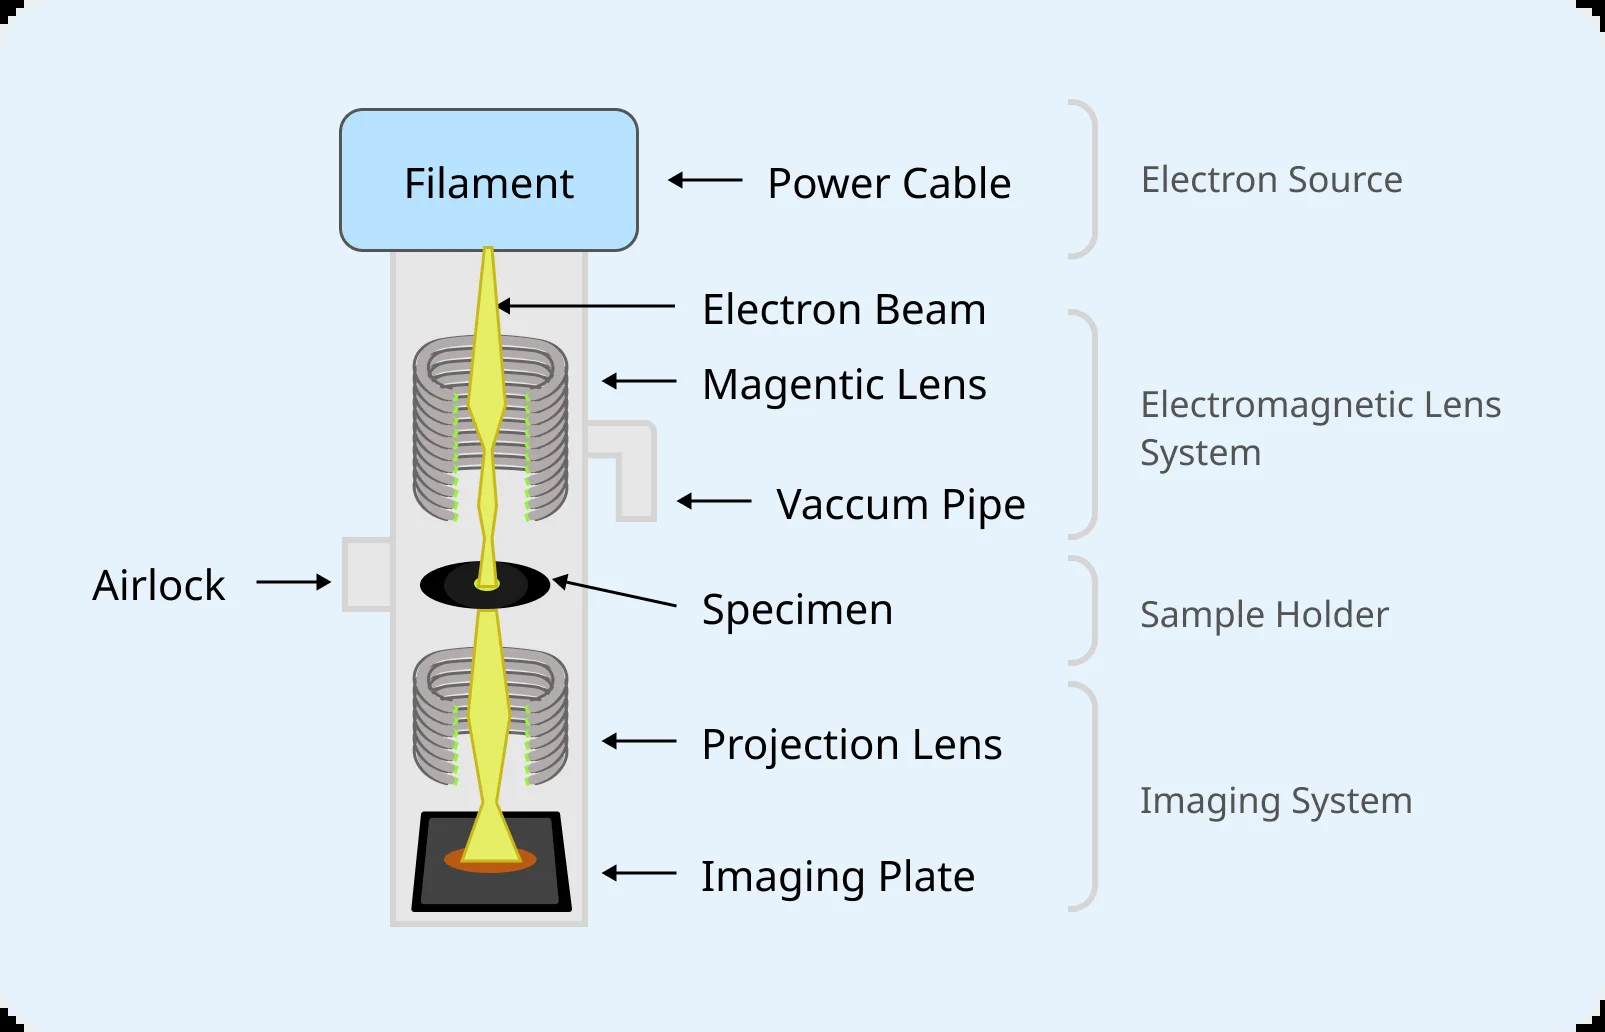 Filament
Power Cable
Electron Source
Electron Beam
Magentic Lens
Electromagnetic Lens
System
Vaccum Pipe
Airlock
Specimen
Sample Holder
Projection Lens
Imaging System
Imaging Plate